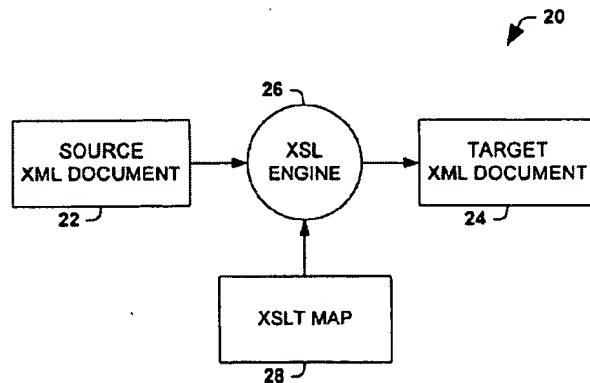 20
26
SOURCE
XML DOCUMENT
22
XSL
ENGINE
TARGET
XML DOCUMENT
24
XSLT MAP
28